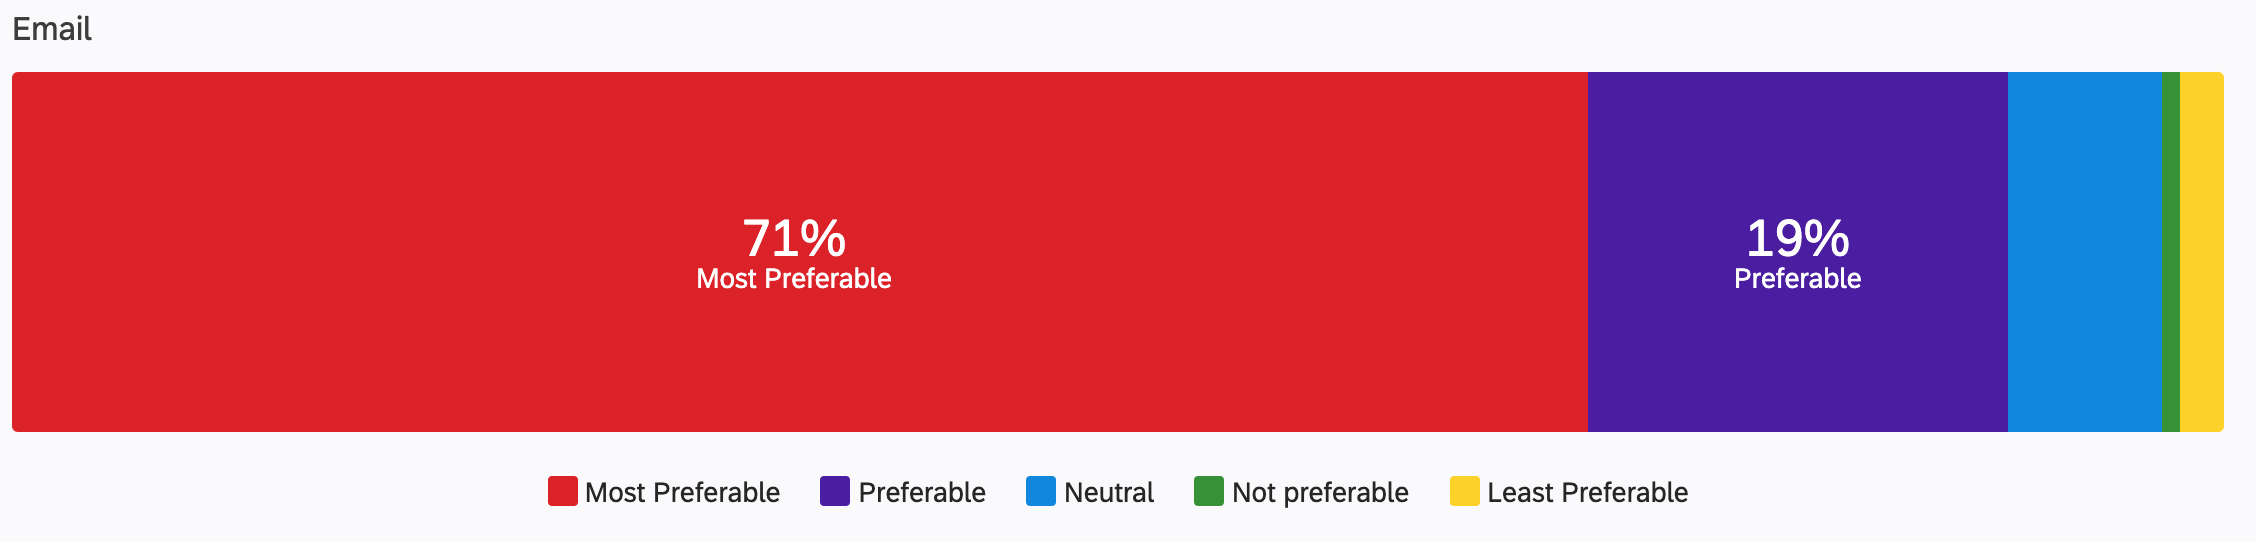 Email
71%
Most Preferable
19%
Preferable
Most Preferable
Preferable
Neutral
Not preferable
Least Preferable